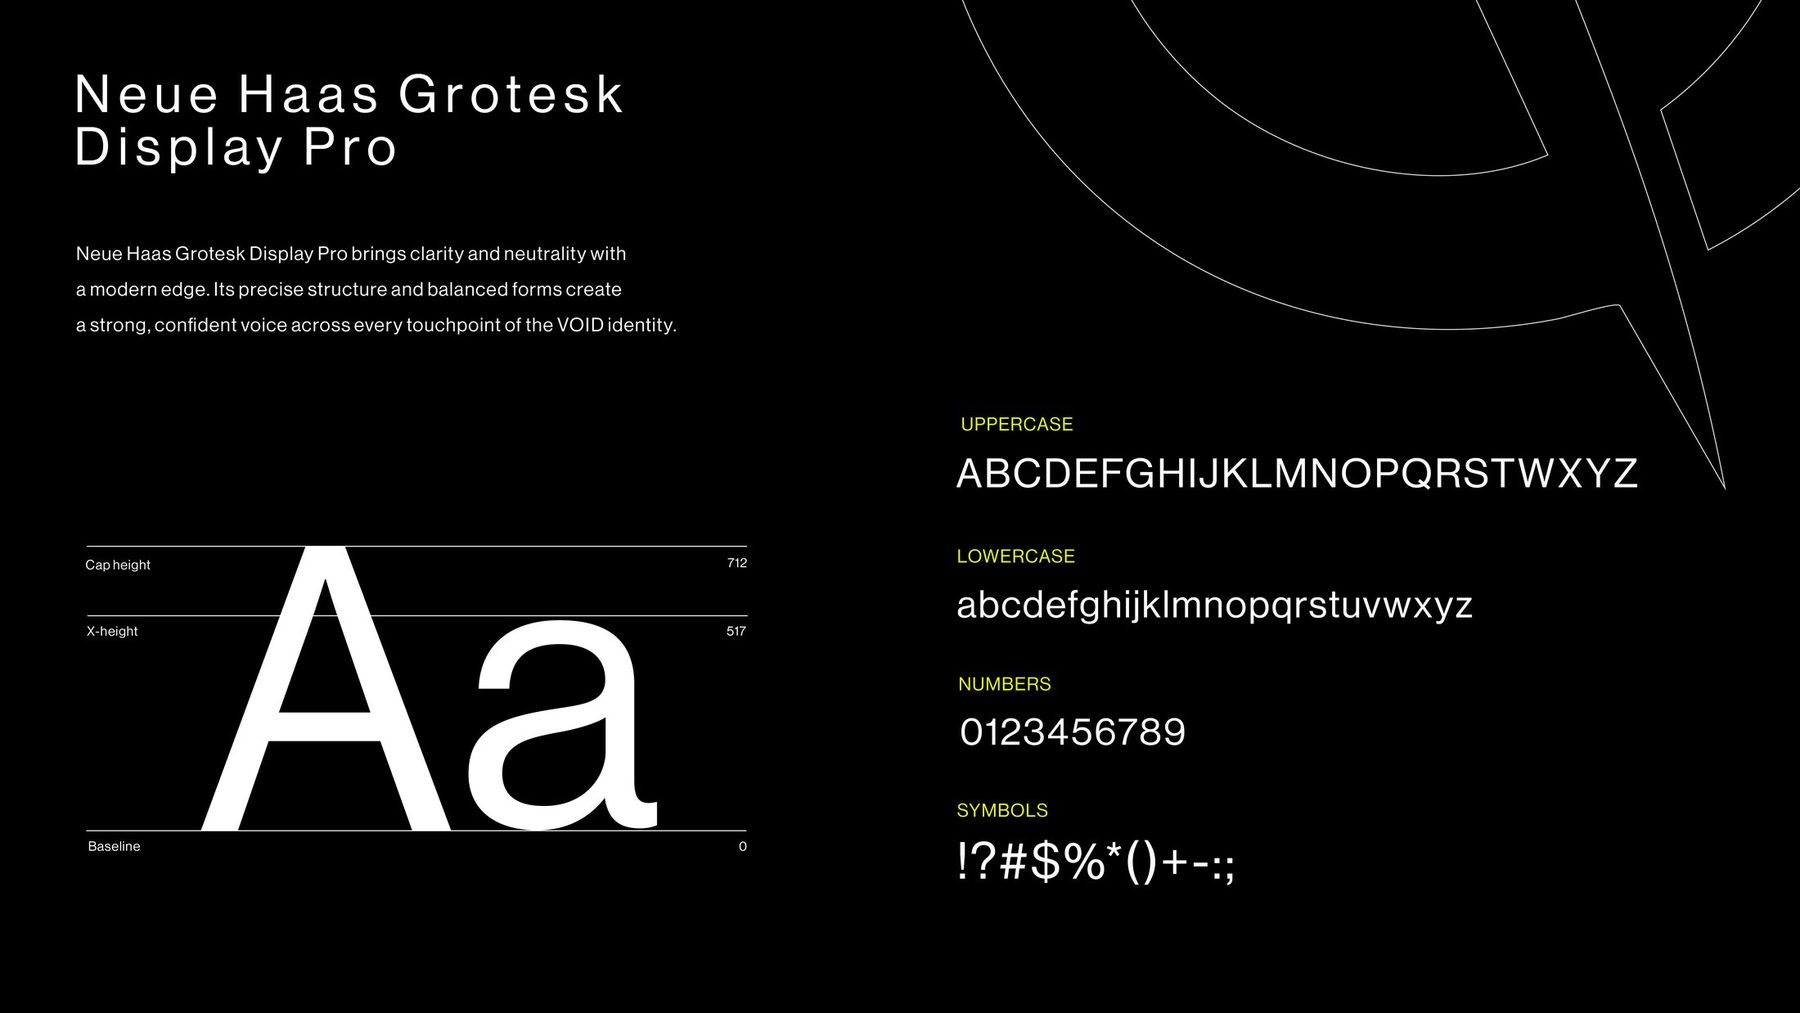 Neue Haas Grotesk
Display Pro
Neue Haas Grotesk Display Pro brings clarity and neutrality with
a modern edge. Its precise structure and balanced forms create
a strong, confident voice across every touchpoint of the VOID identity.
Cap height 712
X-height 517
Aa
Baseline 0
UPPERCASE
ABCDEFGHIJKLMNOPQRSTWXYZ
LOWERCASE
abcdefghijklmnopqrstuvwxyz
NUMBERS
0123456789
SYMBOLS
!?#$%*()+-:;